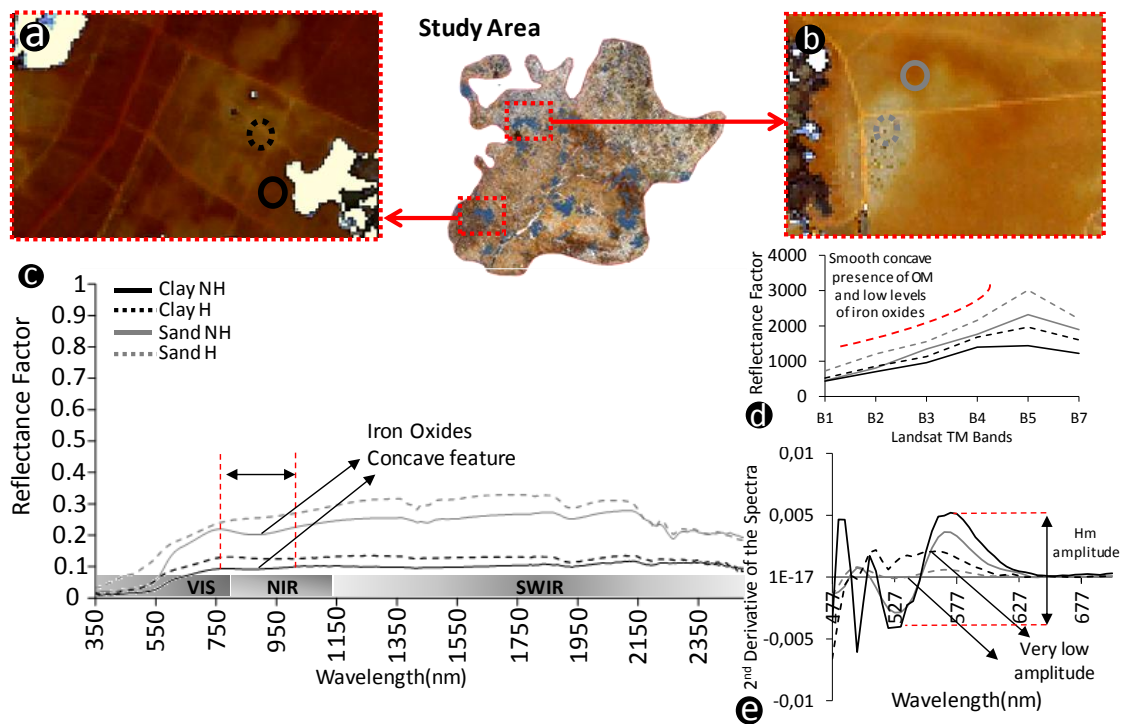 a
Study Area
b
c
Reflectance Factor
1
0.9
0.8
0.7
0.6
0.5
0.4
0.3
0.2
0.1
0
Clay NH
Clay H
Sand NH
Sand H
Iron Oxides
Concave feature
VIS
NIR
SWIR
350
550
750
950
1150
1350
1550
1750
1950
2150
2350
Wavelength(nm)
Reflectance Factor
4000
3000
2000
1000
0
Smooth concave
presence of OM
and low levels
of iron oxides
B1 B2 B3 B4 B5 B7
d
Landsat TM Bands
2nd Derivative of the Spectra
0,01
0,005
1E-17
-0,005
-0,01
477
527
577
627
677
Hm
amplitude
Very low
amplitude
e
Wavelength(nm)